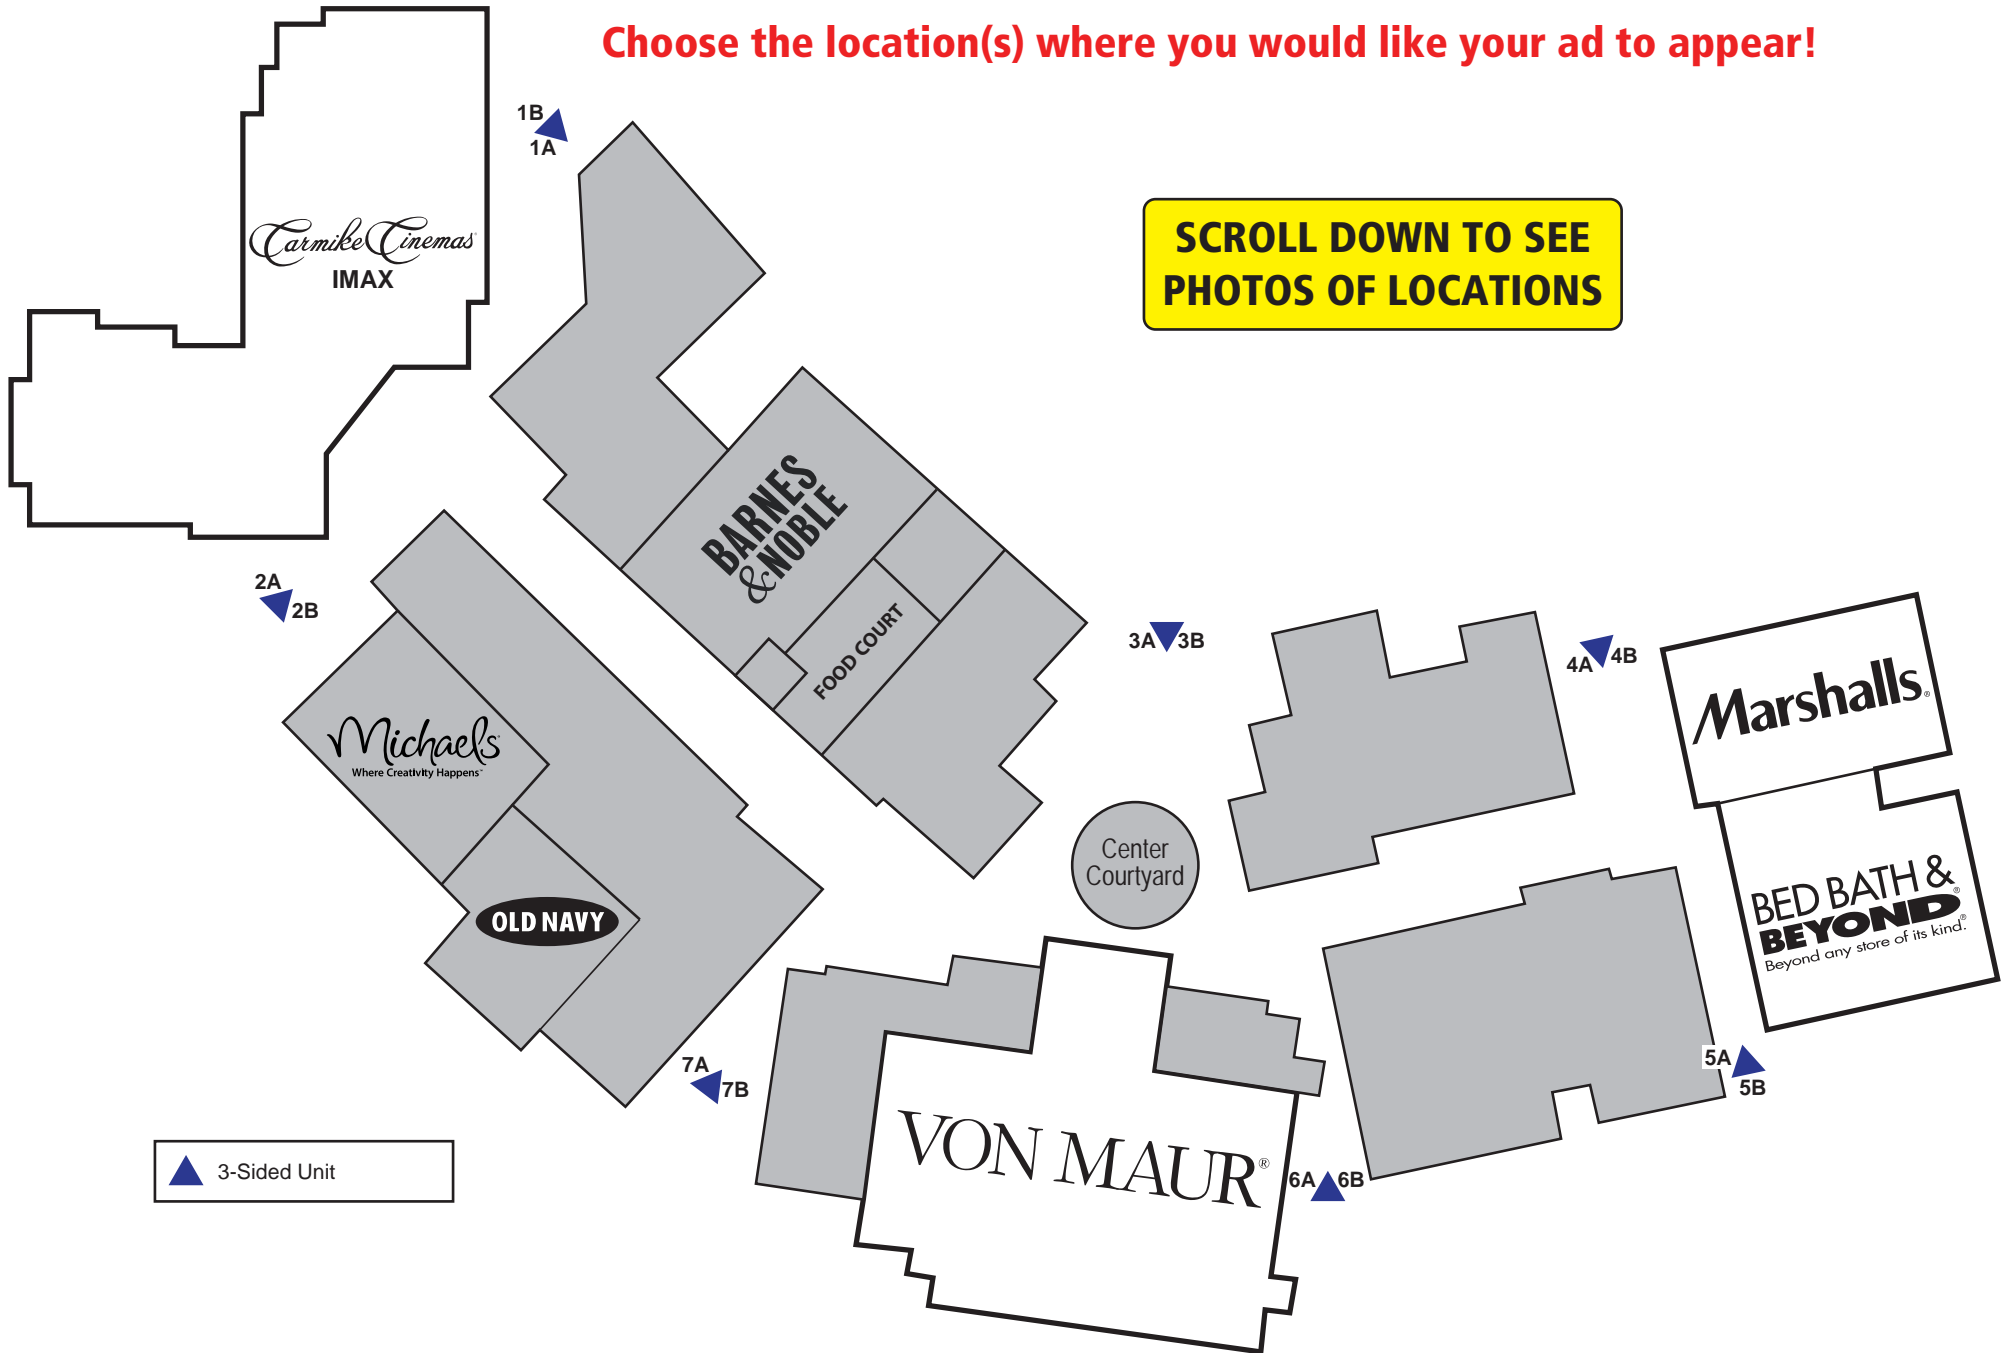 Choose the location(s) where you would like your ad to appear!
1B
1A
SCROLL DOWN TO SEE
PHOTOS OF LOCATIONS
Carmike Cinemas
IMAX
BARNES
& NOBLE
FOOD COURT
2A
2B
3A
3B
4A
4B
Marshalls®
Michaels
Where Creativity Happens™
Center
Courtyard
BED BATH &
BEYOND®
Beyond any store of its kind.®
OLD NAVY
5A
5B
7A
7B
VON MAUR®
6A
6B
3-Sided Unit